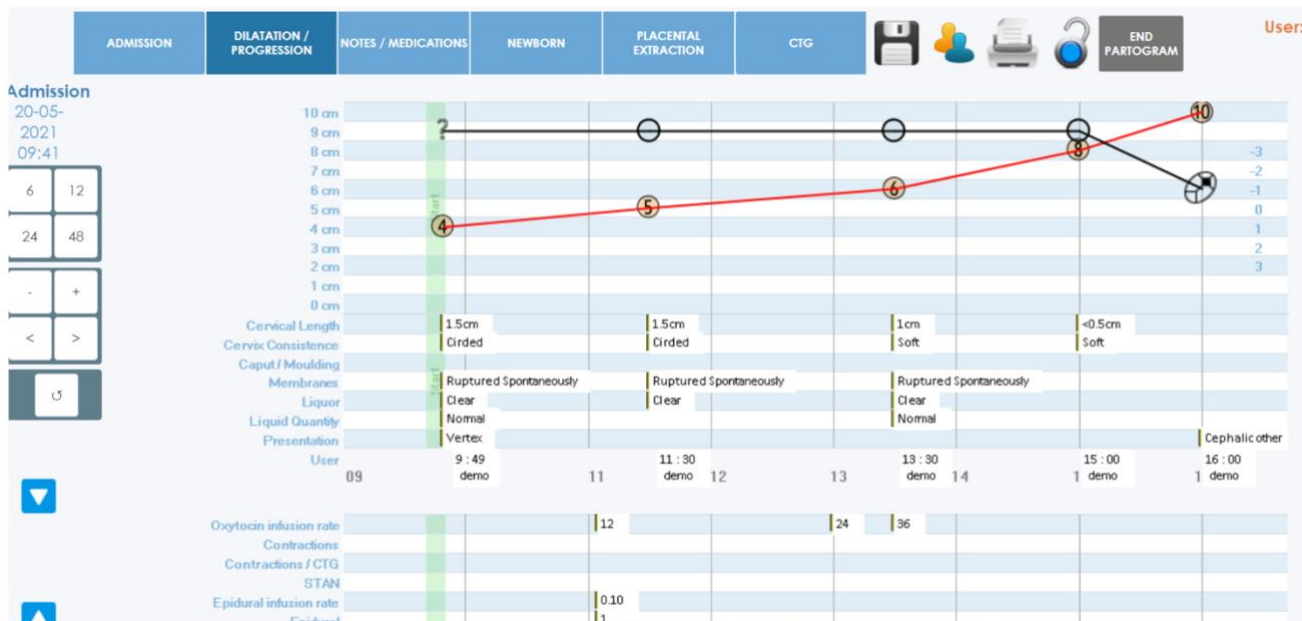 User:
ADMISSION
DILATATION /
PROGRESSION
NOTES / MEDICATIONS
NEWBORN
PLACENTAL
EXTRACTION
CTG
END
PARTOGRAM
Admission
20-05-
2021
09:41
6 12
24 48
- +
< >
10 cm
9 cm
8 cm
7 cm
6 cm
5 cm
4 cm
3 cm
2 cm
1 cm
0 cm
?
4
5
6
8
10
Start
-3
-2
-1
0
1
2
3
Cervical Length 1.5cm 1.5cm 1cm <0.5cm
Cervix Consistence Cirded Cirded Soft Soft
Caput / Moulding
Start
Membranes Ruptured Spontaneously Ruptured Spontaneously Ruptured Spontaneously
Liquor Clear Clear Clear
Liquid Quantity Normal Normal
Presentation Vertex Cephalic other
User 9 : 49 11 : 30 13 : 30 15 : 00 16 : 00
09 demo 11 demo 12 13 demo 14 1 demo 1 demo
Oxytocin infusion rate 12 24 36
Contractions
Contractions / CTG
STAN
Epidural infusion rate 0.10
Epidural 1